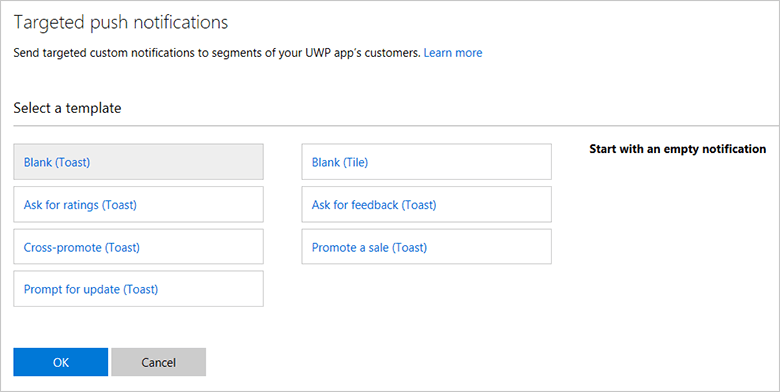 Targeted push notifications
Send targeted custom notifications to segments of your UWP app's customers. Learn more
Select a template
Blank (Toast)
Blank (Tile)
Start with an empty notification
Ask for ratings (Toast)
Ask for feedback (Toast)
Cross-promote (Toast)
Promote a sale (Toast)
Prompt for update (Toast)
OK
Cancel